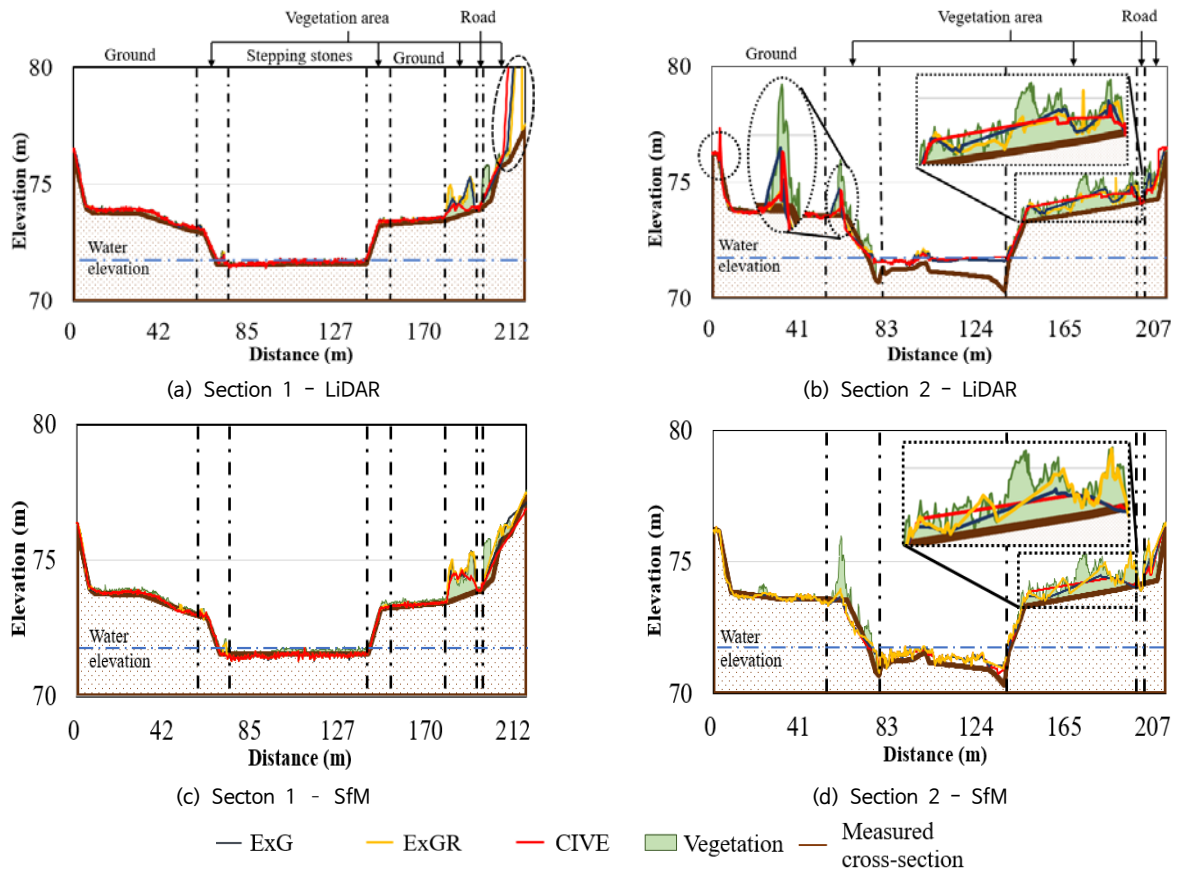 Vegetation area
Road
Ground
Stepping stones
Ground
80
75
70
Elevation (m)
Water
elevation
0
42
85
127
170
212
Distance (m)
(a) Section 1 - LiDAR
Vegetation area
Road
Ground
80
75
70
Elevation (m)
Water
elevation
0
41
83
124
165
207
Distance (m)
(b) Section 2 - LiDAR
80
75
70
Elevation (m)
Water
elevation
0
42
85
127
170
212
Distance (m)
(c) Secton 1 - SfM
80
75
70
Elevation (m)
Water
elevation
0
41
83
124
165
207
Distance (m)
(d) Section 2 - SfM
ExG
ExGR
CIVE
Vegetation
Measured
cross-section